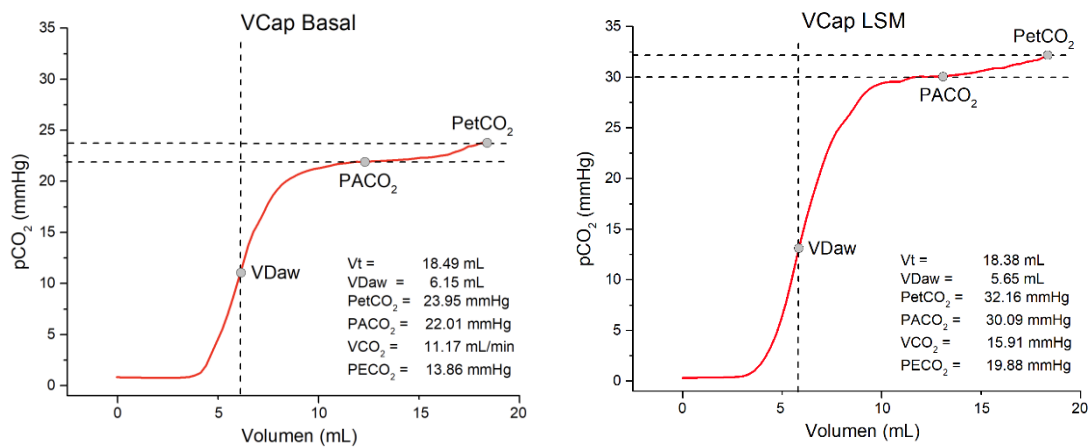 VCap Basal
35
30
25
20
15
10
5
0
pCO₂ (mmHg)
PetCO₂
PACO₂
VDaw
Vt = 18.49 mL
VDaw = 6.15 mL
PetCO₂ = 23.95 mmHg
PACO₂ = 22.01 mmHg
VCO₂ = 11.17 mL/min
PECO₂ = 13.86 mmHg
0 5 10 15 20
Volumen (mL)
VCap LSM
35
30
25
20
15
10
5
0
pCO₂ (mmHg)
PetCO₂
PACO₂
VDaw
Vt = 18.38 mL
VDaw = 5.65 mL
PetCO₂ = 32.16 mmHg
PACO₂ = 30.09 mmHg
VCO₂ = 15.91 mmHg
PECO₂ = 19.88 mmHg
0 5 10 15 20
Volumen (mL)